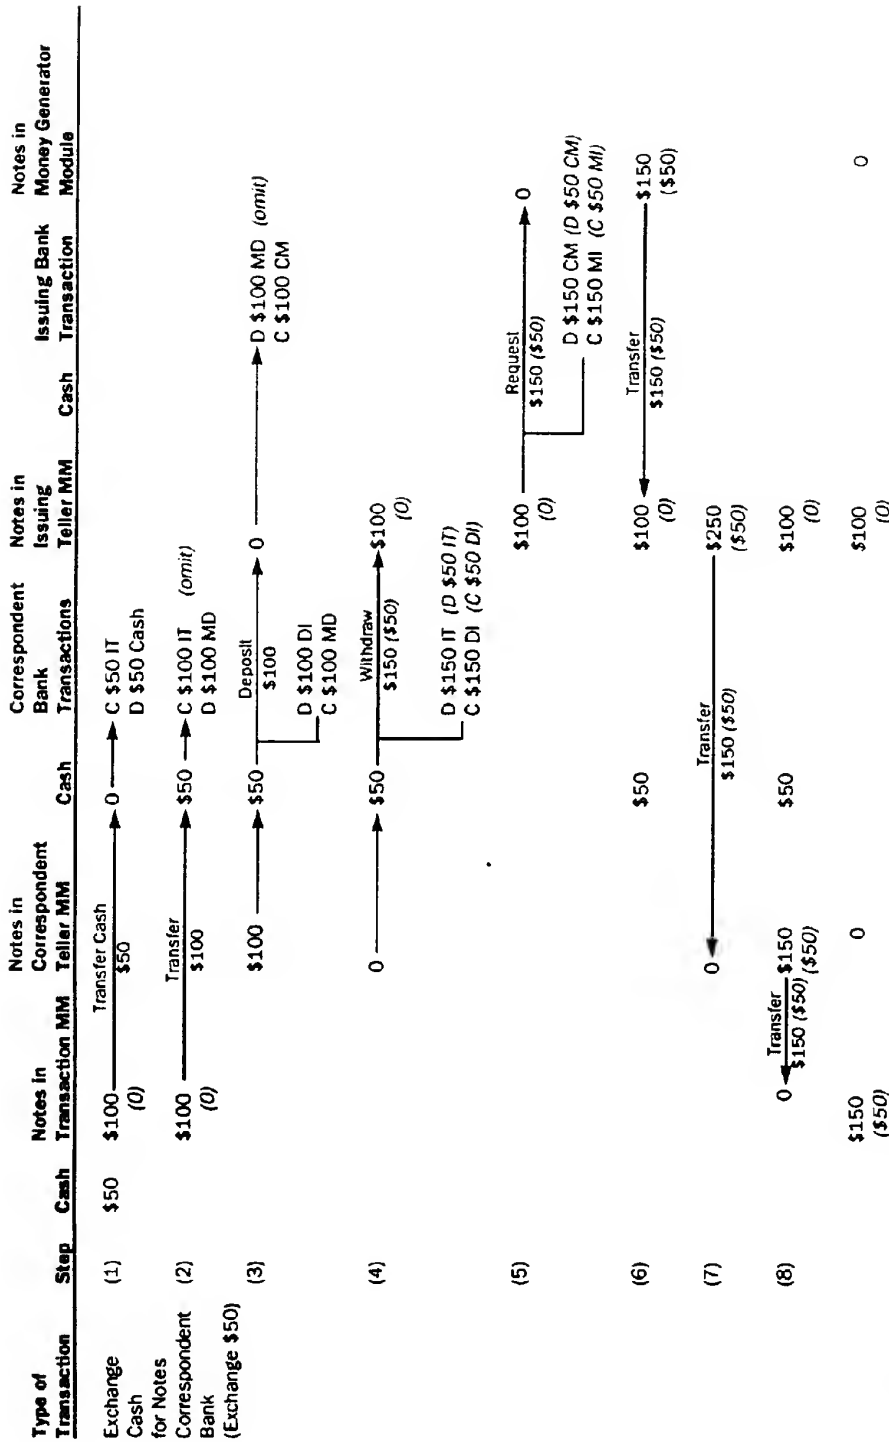 Type of Transaction Step Cash Notes in Transaction MM Notes in Correspondent Teller MM Cash Correspondent Bank Transactions Notes in Issuing Teller MM Cash Issuing Bank Transaction Notes in Money Generator Module
Exchange Cash for Notes Correspondent Bank (Exchange $50)
(1) $50 $100 (0) Transfer Cash $50 0 C $50 IT D $50 Cash
(2) $100 (0) Transfer $100 $50 C $100 IT (omit) D $100 MD
(3) $100 $50 Deposit $100 D $100 DI C $100 MD 0 D $100 MD (omit) C $100 CM
(4) 0 $50 Withdraw $150 ($50) D $150 IT (D $50 IT) C $150 DI (C $50 DI) $100 (0)
(5) $100 (0) Request $150 ($50) D $150 CM (D $50 CM) C $150 MI (C $50 MI) 0
(6) $50 $100 (0) Transfer $150 ($50) $150 ($50)
(7) 0 Transfer $150 ($50) $250 ($50)
(8) 0 Transfer $150 ($50) $150 ($50) $50 $100 (0)
$150 ($50) 0 $100 (0) 0